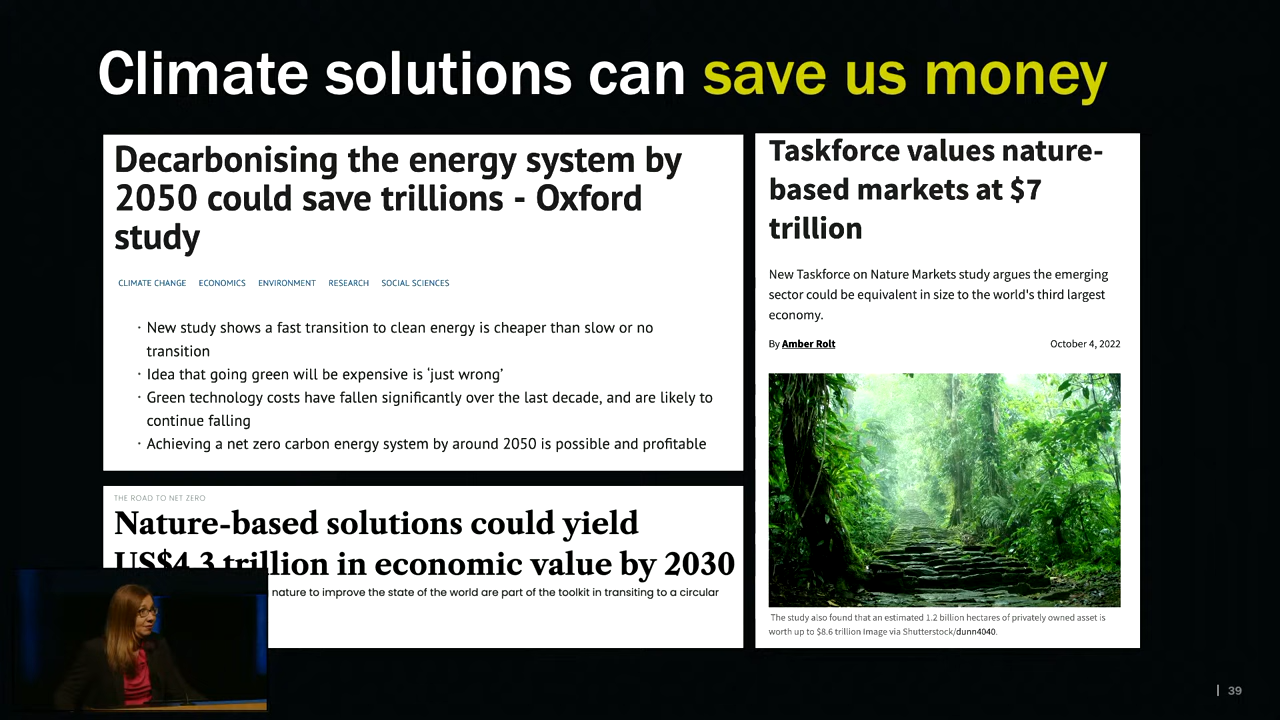 Climate solutions can save us money
Decarbonising the energy system by
2050 could save trillions - Oxford
study
CLIMATE CHANGE ECONOMICS ENVIRONMENT RESEARCH SOCIAL SCIENCES
· New study shows a fast transition to clean energy is cheaper than slow or no
transition
· Idea that going green will be expensive is ‘just wrong’
· Green technology costs have fallen significantly over the last decade, and are likely to
continue falling
· Achieving a net zero carbon energy system by around 2050 is possible and profitable
THE ROAD TO NET ZERO
Nature-based solutions could yield
US$4.3 trillion in economic value by 2030
nature to improve the state of the world are part of the toolkit in transiting to a circular
Taskforce values nature-
based markets at $7
trillion
New Taskforce on Nature Markets study argues the emerging
sector could be equivalent in size to the world's third largest
economy.
By Amber Rolt October 4, 2022
The study also found that an estimated 1.2 billion hectares of privately owned asset is
worth up to $8.6 trillion Image via Shutterstock/dunn4040.
| 39